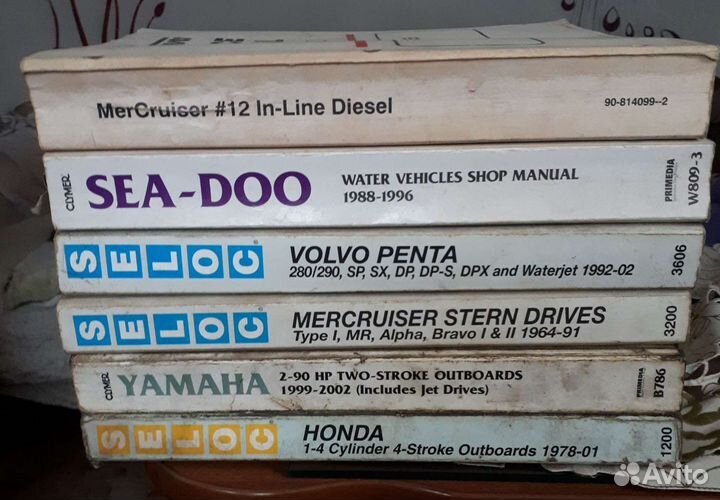 MerCruiser #12 In-Line Diesel 90-814099--2
CLYMER SEA-DOO WATER VEHICLES SHOP MANUAL
1988-1996 PRIMEDIA W809-3
SELOC VOLVO PENTA
280/290, SP, SX, DP, DP-S, DPX and Waterjet 1992-02 3606
SELOC MERCRUISER STERN DRIVES
Type I, MR, Alpha, Bravo I & II 1964-91 3200
CLYMER YAMAHA 2-90 HP TWO-STROKE OUTBOARDS
1999-2002 (Includes Jet Drives) PRIMEDIA B786
SELOC HONDA
1-4 Cylinder 4-Stroke Outboards 1978-01 1200
Avito